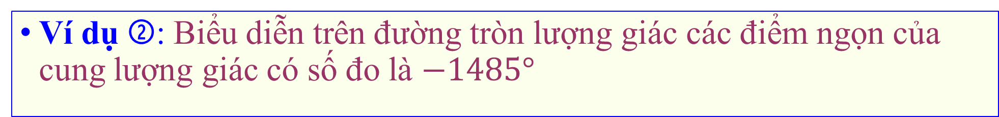 • Ví dụ ②: Biểu diễn trên đường tròn lượng giác các điểm ngọn của
cung lượng giác có số đo là −1485°